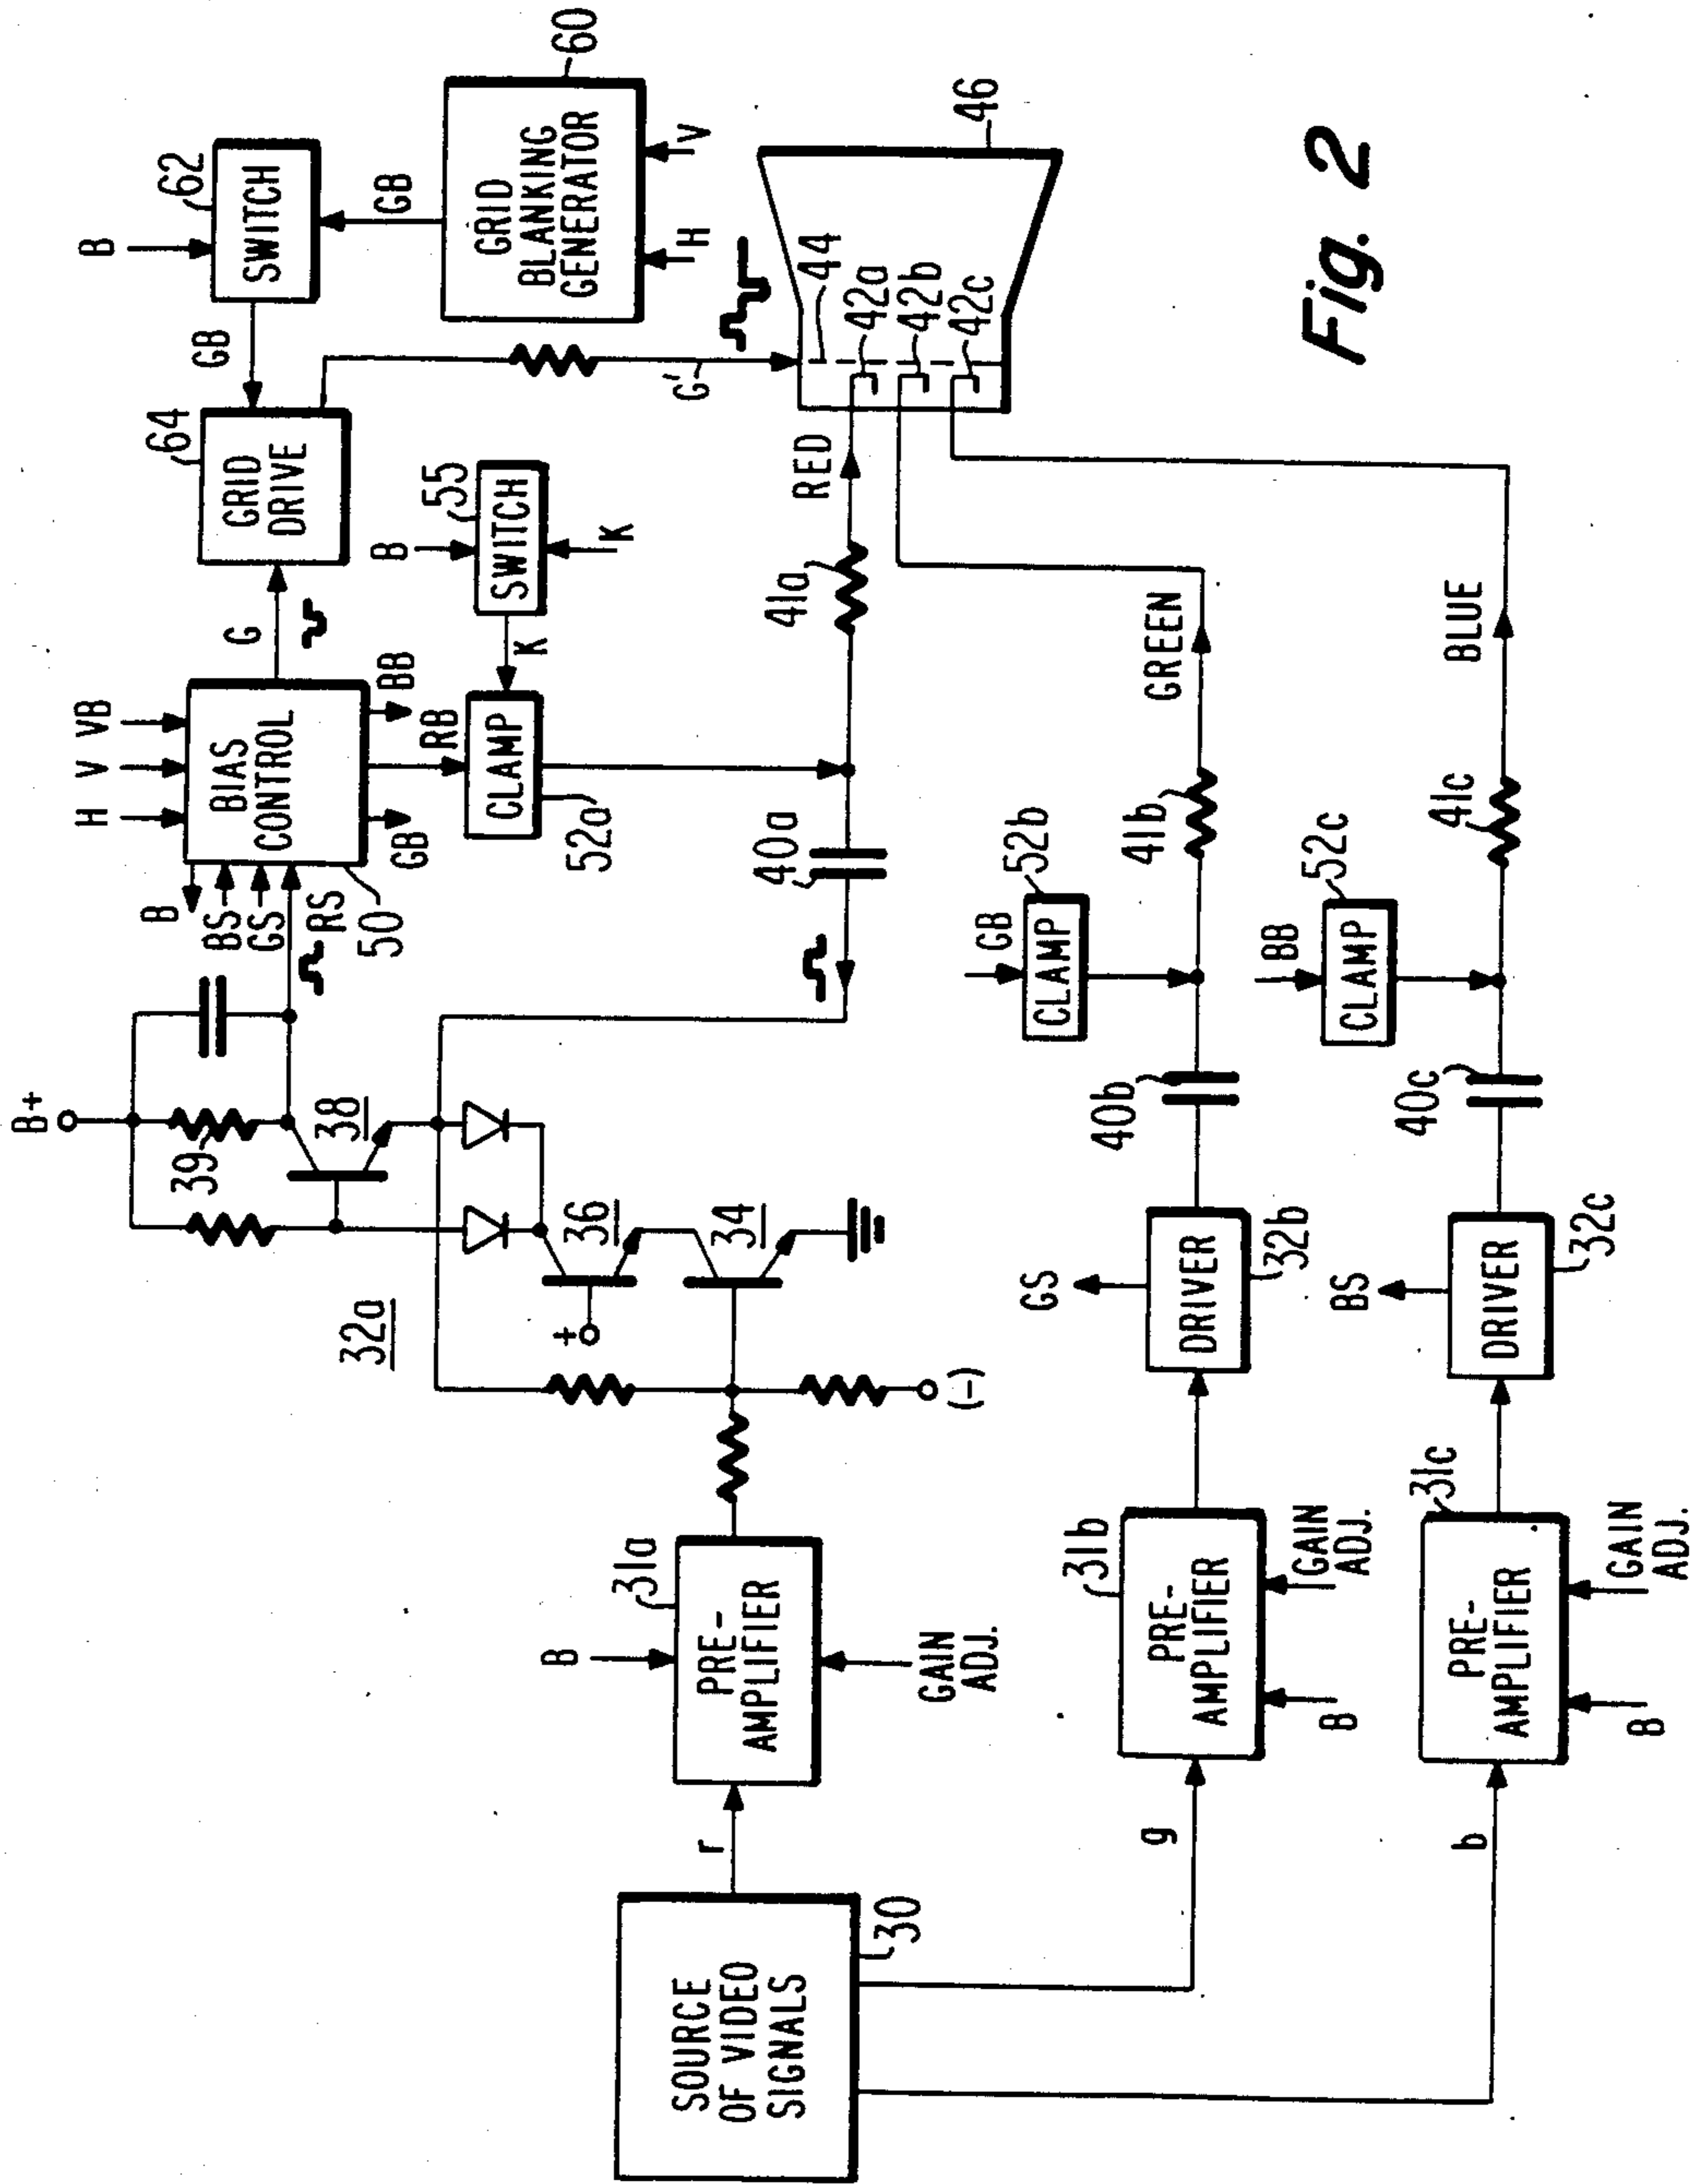 B+
B
H
V
VB
BIAS
CONTROL
BS
GS
RS
50
G
GRID
DRIVE
64
GB
B
62
SWITCH
GB
GRID
BLANKING
GENERATOR
60
H
V
39
38
32a
36
34
+
(-)
GB
RB
BB
CLAMP
52a
K
B
55
SWITCH
K
G'
40a
41a
RED
44
42a
42b
42c
46
SOURCE
OF VIDEO
SIGNALS
30
r
B
31a
PRE-
AMPLIFIER
GAIN
ADJ.
g
31b
PRE-
AMPLIFIER
B
GAIN
ADJ.
GS
DRIVER
32b
40b
GB
52b
CLAMP
41b
GREEN
b
31c
PRE-
AMPLIFIER
B
GAIN
ADJ.
BS
DRIVER
32c
40c
BB
52c
CLAMP
41c
BLUE
Fig. 2